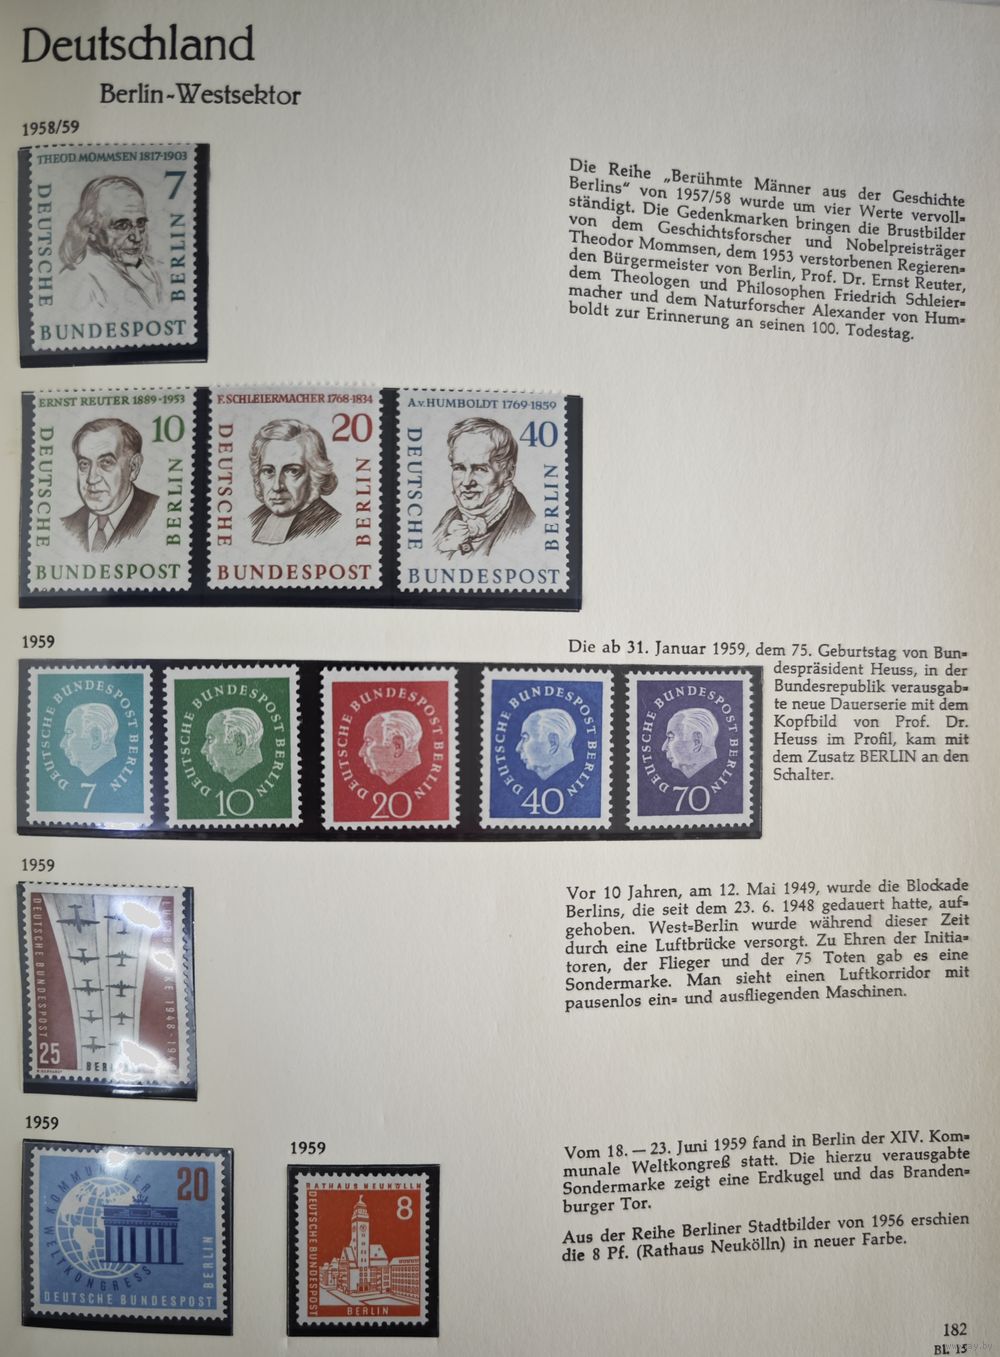 Deutschland
Berlin-Westsektor
1958/59
THEOD. MOMMSEN 1817-1903
7
DEUTSCHE
BERLIN
BUNDESPOST
Die Reihe „Berühmte Männer aus der Geschichte
Berlins“ von 1957/58 wurde um vier Werte vervoll=
ständigt. Die Gedenkmarken bringen die Brustbilder
von dem Geschichtsforscher und Nobelpreisträger
Theodor Mommsen, dem 1953 verstorbenen Regieren=
den Bürgermeister von Berlin, Prof. Dr. Ernst Reuter,
dem Theologen und Philosophen Friedrich Schleier=
macher und dem Naturforscher Alexander von Hum=
boldt zur Erinnerung an seinen 100. Todestag.
ERNST REUTER 1889-1953
10
DEUTSCHE
BERLIN
BUNDESPOST
F. SCHLEIERMACHER 1768-1834
20
DEUTSCHE
BERLIN
BUNDESPOST
A.v. HUMBOLDT 1769-1859
40
DEUTSCHE
BERLIN
BUNDESPOST
1959
DEUTSCHE BUNDESPOST BERLIN
7
DEUTSCHE BUNDESPOST BERLIN
10
DEUTSCHE BUNDESPOST BERLIN
20
DEUTSCHE BUNDESPOST BERLIN
40
DEUTSCHE BUNDESPOST BERLIN
70
Die ab 31. Januar 1959, dem 75. Geburtstag von Bun=
despräsident Heuss, in der
Bundesrepublik verausgab=
te neue Dauerserie mit dem
Kopfbild von Prof. Dr.
Heuss im Profil, kam mit
dem Zusatz BERLIN an den
Schalter.
1959
DEUTSCHE BUNDESPOST
1948-19
25
Vor 10 Jahren, am 12. Mai 1949, wurde die Blockade
Berlins, die seit dem 23. 6. 1948 gedauert hatte, auf=
gehoben. West=Berlin wurde während dieser Zeit
durch eine Luftbrücke versorgt. Zu Ehren der Initia=
toren, der Flieger und der 75 Toten gab es eine
Sondermarke. Man sieht einen Luftkorridor mit
pausenlos ein= und ausfliegenden Maschinen.
1959
KOMMUNALER
WELTKONGRESS
20
BERLIN
DEUTSCHE BUNDESPOST
1959
RATHAUS NEUKÖLLN
8
DEUTSCHE BUNDESPOST
BERLIN
Vom 18. — 23. Juni 1959 fand in Berlin der XIV. Kom=
munale Weltkongreß statt. Die hierzu verausgabte
Sondermarke zeigt eine Erdkugel und das Branden=
burger Tor.
Aus der Reihe Berliner Stadtbilder von 1956 erschien
die 8 Pf. (Rathaus Neukölln) in neuer Farbe.
182
BL. 15